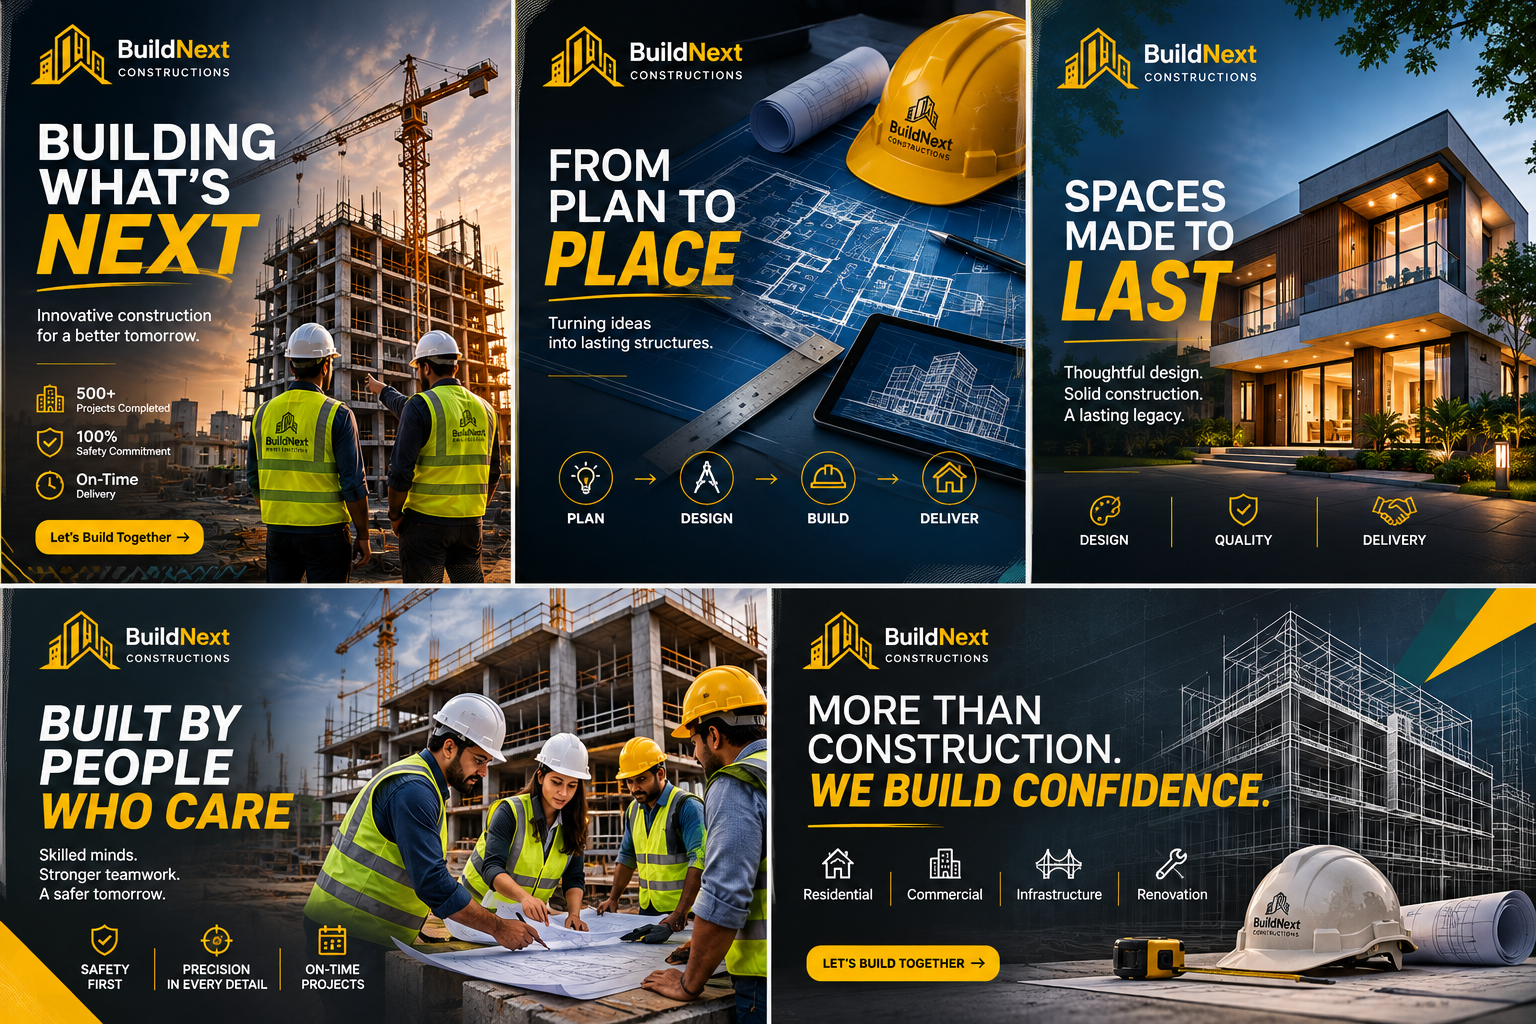 BuildNext
CONSTRUCTIONS
BUILDING
WHAT'S
NEXT
Innovative construction
for a better tomorrow.
500+
Projects Completed
100%
Safety Commitment
On-Time
Delivery
Let's Build Together →
BuildNext
BuildNext
BuildNext
CONSTRUCTIONS
FROM
PLAN TO
PLACE
Turning ideas
into lasting structures.
BuildNext
CONSTRUCTIONS
PLAN → DESIGN → BUILD → DELIVER
BuildNext
CONSTRUCTIONS
SPACES
MADE TO
LAST
Thoughtful design.
Solid construction.
A lasting legacy.
DESIGN QUALITY DELIVERY
BuildNext
CONSTRUCTIONS
BUILT BY
PEOPLE
WHO CARE
Skilled minds.
Stronger teamwork.
A safer tomorrow.
SAFETY
FIRST
PRECISION
IN EVERY DETAIL
ON-TIME
PROJECTS
BuildNext
CONSTRUCTIONS
MORE THAN
CONSTRUCTION.
WE BUILD CONFIDENCE.
Residential Commercial Infrastructure Renovation
LET'S BUILD TOGETHER →
BuildNext
CONSTRUCTIONS